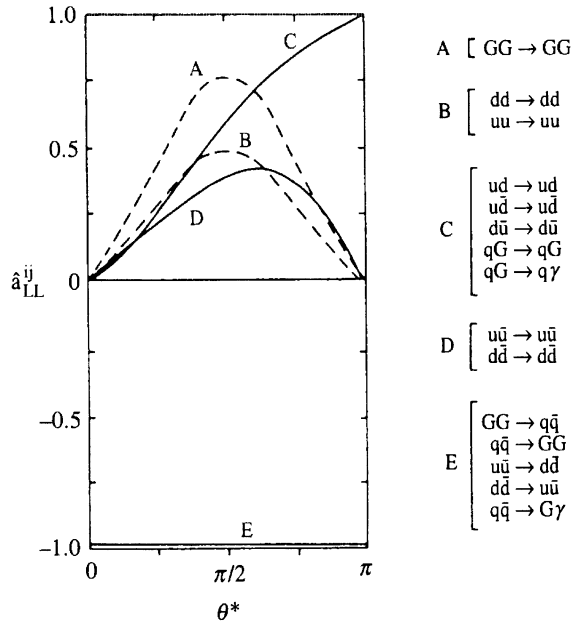 1.0
0.5
0
−0.5
−1.0
â_LL^ij
A
B
C
D
E
0
π/2
π
θ*
A [ GG → GG
B [ dd → dd
uu → uu
C [ ud → ud
ud̄ → ud̄
dū → dū
qG → qG
qG → qγ
D [ uū → uū
dd̄ → dd̄
E [ GG → qq̄
qq̄ → GG
uū → dd̄
dd̄ → uū
qq̄ → Gγ